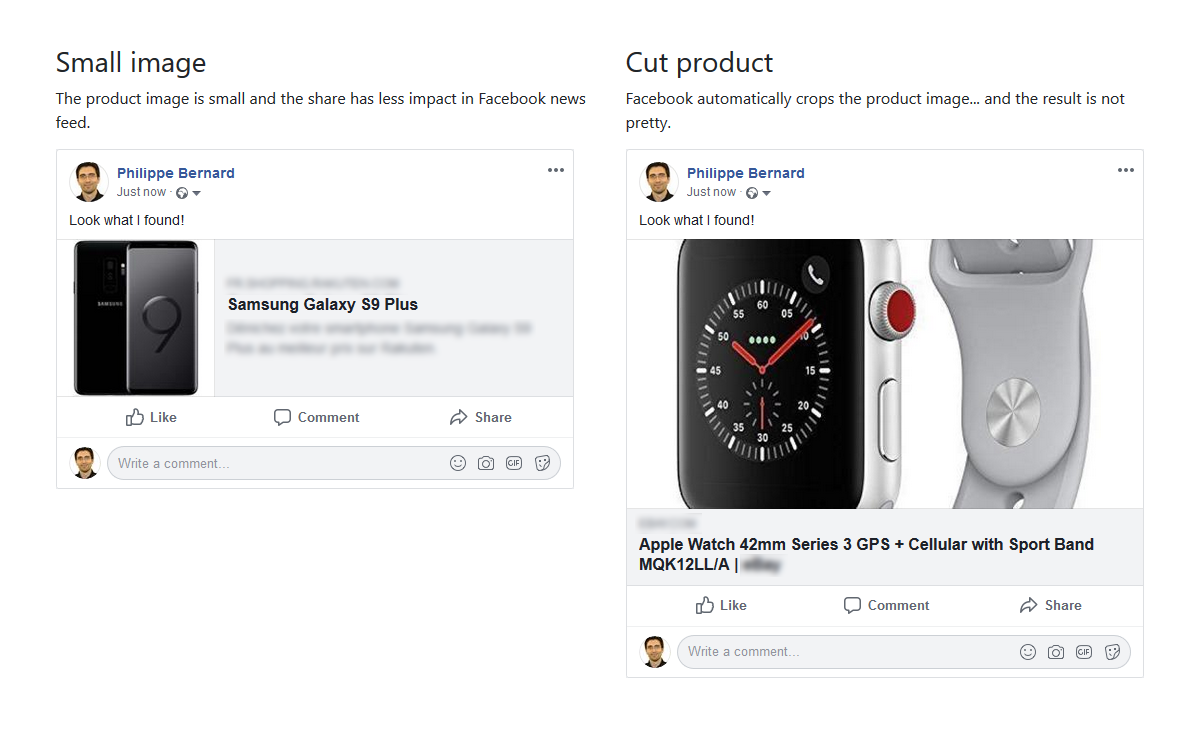 Small image
The product image is small and the share has less impact in Facebook news
feed.
Philippe Bernard
Just now ·
Look what I found!
SAMSUNG
9
Samsung Galaxy S9 Plus
Like
Comment
Share
Write a comment...
GIF
Cut product
Facebook automatically crops the product image... and the result is not
pretty.
Philippe Bernard
Just now ·
Look what I found!
60
05
10
15
20
25
30
35
40
45
50
55
Apple Watch 42mm Series 3 GPS + Cellular with Sport Band
MQK12LL/A |
Like
Comment
Share
Write a comment...
GIF